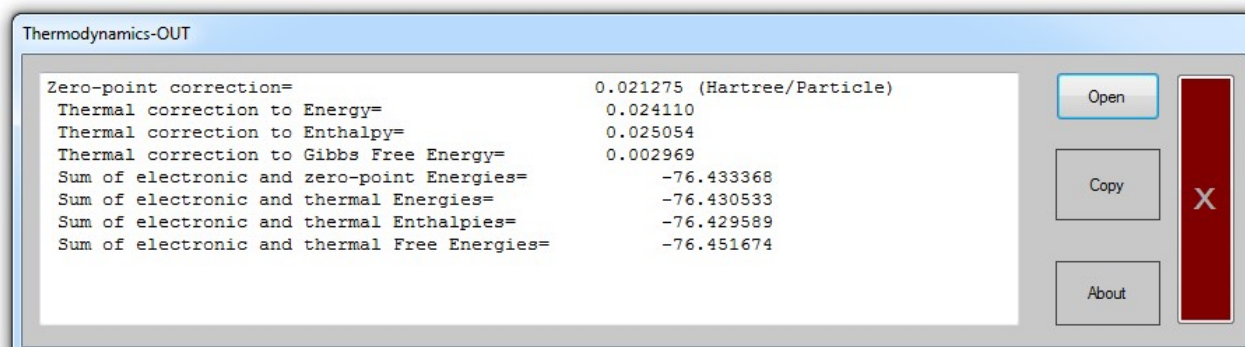 Thermodynamics-OUT
Zero-point correction= 0.021275 (Hartree/Particle)
Thermal correction to Energy= 0.024110
Thermal correction to Enthalpy= 0.025054
Thermal correction to Gibbs Free Energy= 0.002969
Sum of electronic and zero-point Energies= -76.433368
Sum of electronic and thermal Energies= -76.430533
Sum of electronic and thermal Enthalpies= -76.429589
Sum of electronic and thermal Free Energies= -76.451674
Open
Copy
X
About